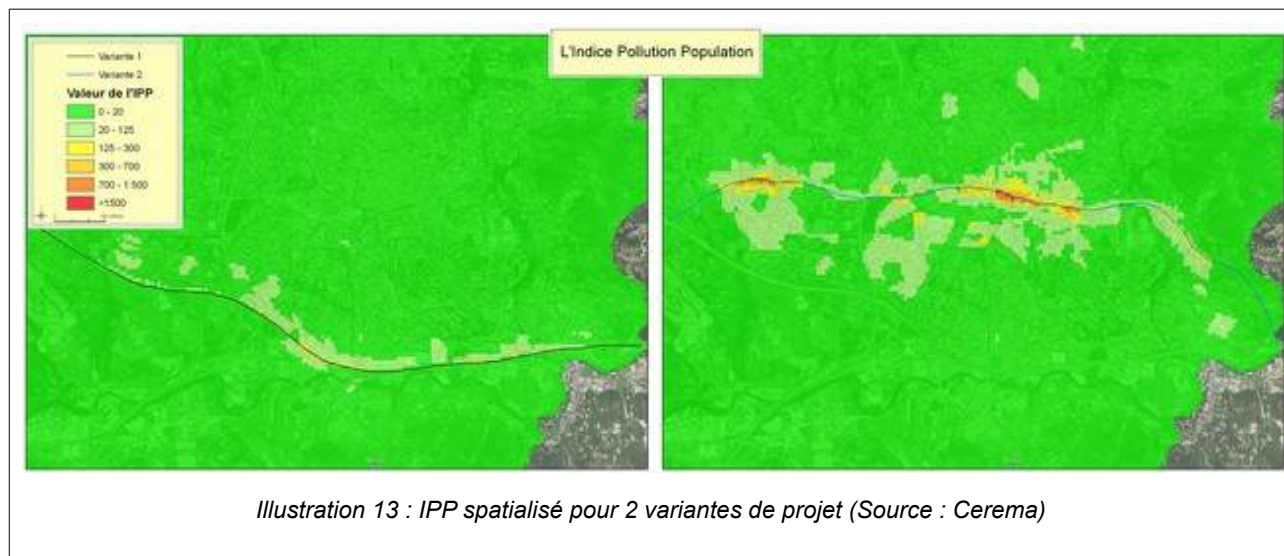 L'Indice Pollution Population
Variante 1
Variante 2
Valeur de l'IPP
0 - 20
20 - 125
125 - 300
300 - 700
700 - 1 500
>1500
Illustration 13 : IPP spatialisé pour 2 variantes de projet (Source : Cerema)